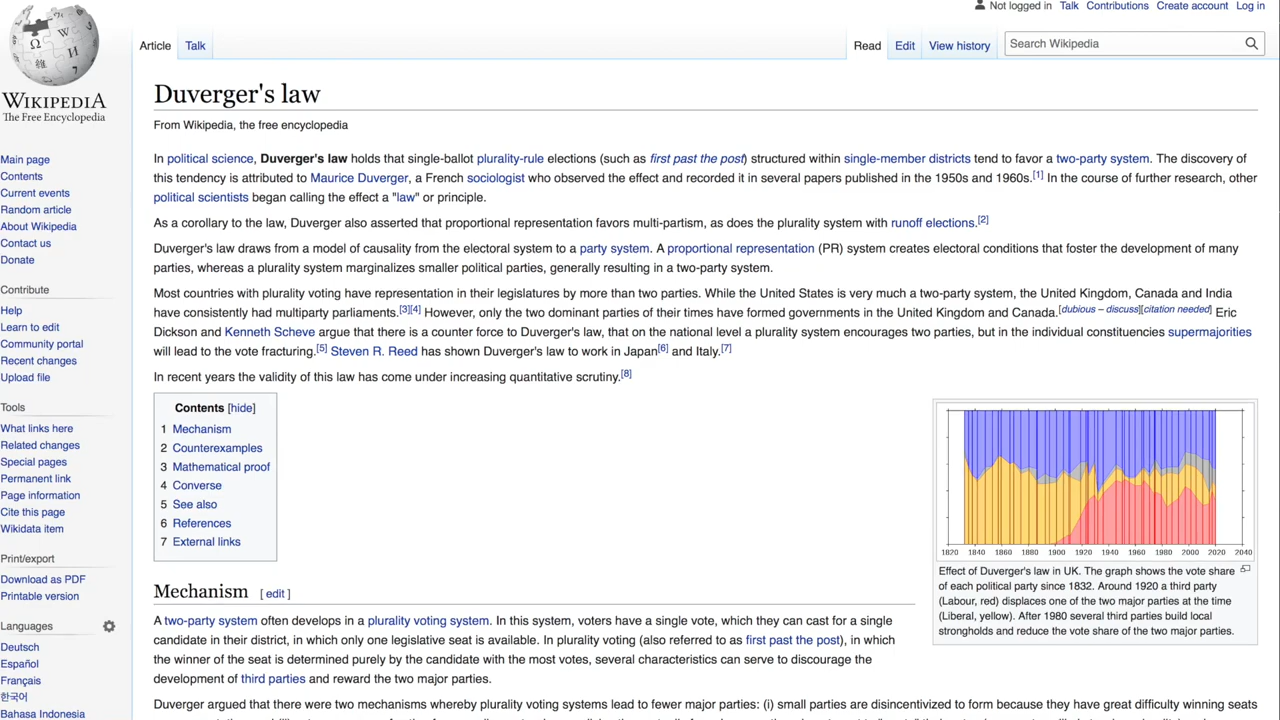 Not logged in Talk Contributions Create account Log in
Article Talk Read Edit View history Search Wikipedia
WIKIPEDIA
The Free Encyclopedia
Main page
Contents
Current events
Random article
About Wikipedia
Contact us
Donate
Contribute
Help
Learn to edit
Community portal
Recent changes
Upload file
Tools
What links here
Related changes
Special pages
Permanent link
Page information
Cite this page
Wikidata item
Print/export
Download as PDF
Printable version
Languages
Deutsch
Español
Français
한국어
Bahasa Indonesia
Duverger's law
From Wikipedia, the free encyclopedia
In political science, Duverger's law holds that single-ballot plurality-rule elections (such as first past the post) structured within single-member districts tend to favor a two-party system. The discovery of
this tendency is attributed to Maurice Duverger, a French sociologist who observed the effect and recorded it in several papers published in the 1950s and 1960s.[1] In the course of further research, other
political scientists began calling the effect a "law" or principle.
As a corollary to the law, Duverger also asserted that proportional representation favors multi-partism, as does the plurality system with runoff elections.[2]
Duverger's law draws from a model of causality from the electoral system to a party system. A proportional representation (PR) system creates electoral conditions that foster the development of many
parties, whereas a plurality system marginalizes smaller political parties, generally resulting in a two-party system.
Most countries with plurality voting have representation in their legislatures by more than two parties. While the United States is very much a two-party system, the United Kingdom, Canada and India
have consistently had multiparty parliaments.[3][4] However, only the two dominant parties of their times have formed governments in the United Kingdom and Canada.[dubious – discuss][citation needed] Eric
Dickson and Kenneth Scheve argue that there is a counter force to Duverger's law, that on the national level a plurality system encourages two parties, but in the individual constituencies supermajorities
will lead to the vote fracturing.[5] Steven R. Reed has shown Duverger's law to work in Japan[6] and Italy.[7]
In recent years the validity of this law has come under increasing quantitative scrutiny.[8]
Contents [hide]
1 Mechanism
2 Counterexamples
3 Mathematical proof
4 Converse
5 See also
6 References
7 External links
1820 1840 1860 1880 1900 1920 1940 1960 1980 2000 2020 2040
Effect of Duverger's law in UK. The graph shows the vote share
of each political party since 1832. Around 1920 a third party
(Labour, red) displaces one of the two major parties at the time
(Liberal, yellow). After 1980 several third parties build local
strongholds and reduce the vote share of the two major parties.
Mechanism [ edit ]
A two-party system often develops in a plurality voting system. In this system, voters have a single vote, which they can cast for a single
candidate in their district, in which only one legislative seat is available. In plurality voting (also referred to as first past the post), in which
the winner of the seat is determined purely by the candidate with the most votes, several characteristics can serve to discourage the
development of third parties and reward the two major parties.
Duverger argued that there were two mechanisms whereby plurality voting systems lead to fewer major parties: (i) small parties are disincentivized to form because they have great difficulty winning seats